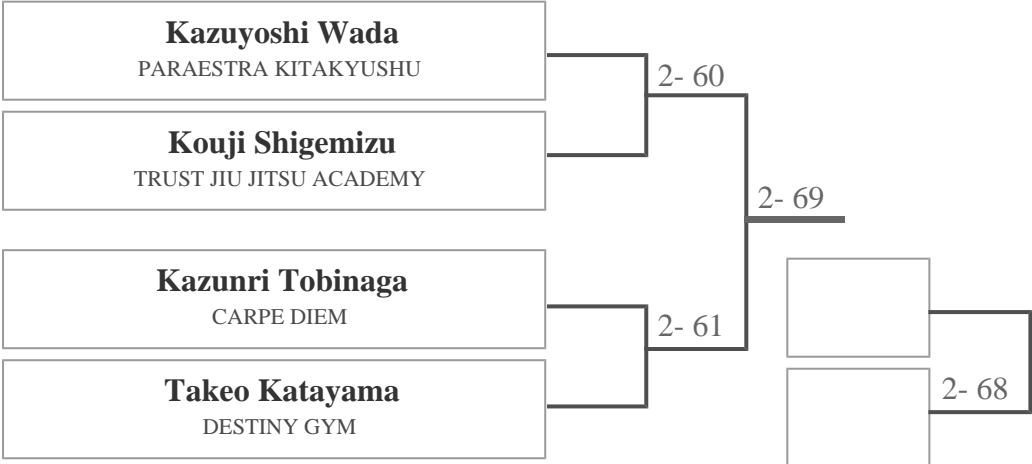 Kazuyoshi Wada
PARAESTRA KITAKYUSHU
2- 60
Kouji Shigemizu
TRUST JIU JITSU ACADEMY
2- 69
Kazunri Tobinaga
CARPE DIEM
2- 61
Takeo Katayama
DESTINY GYM
2- 68